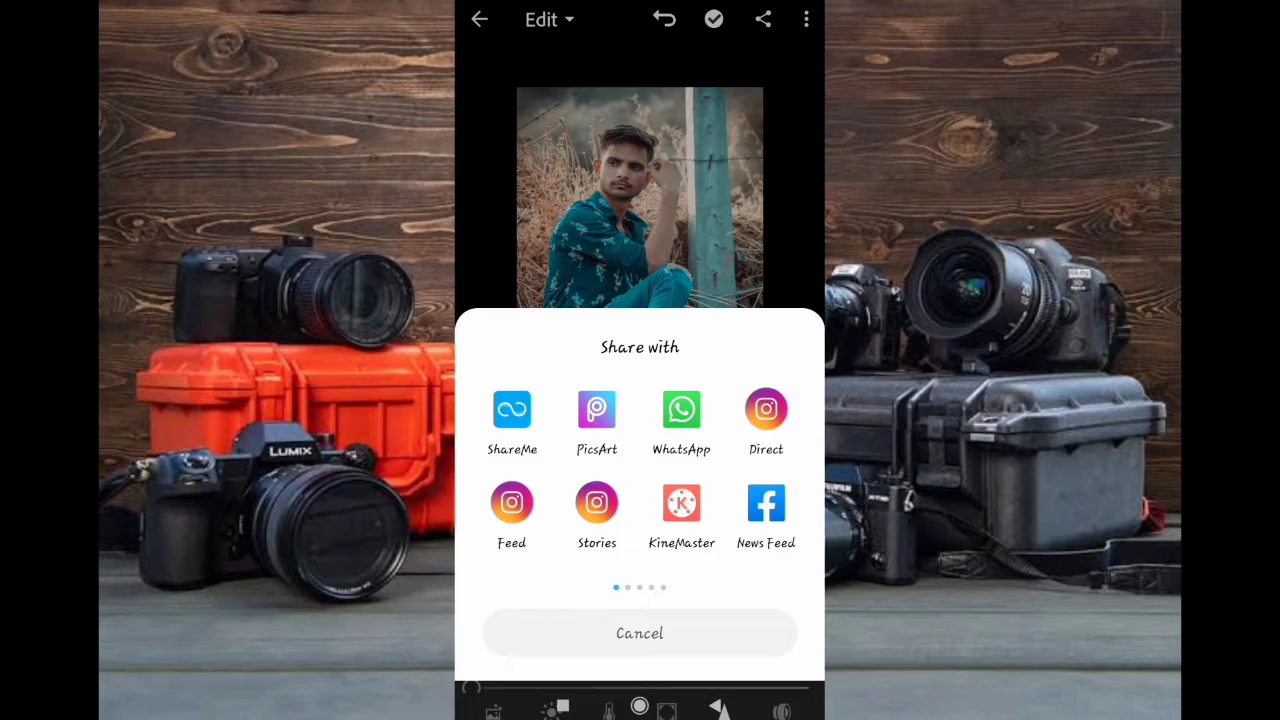 Edit
Share with
ShareMe PicsArt WhatsApp Direct
Feed Stories KineMaster News Feed
Cancel
LUMIX